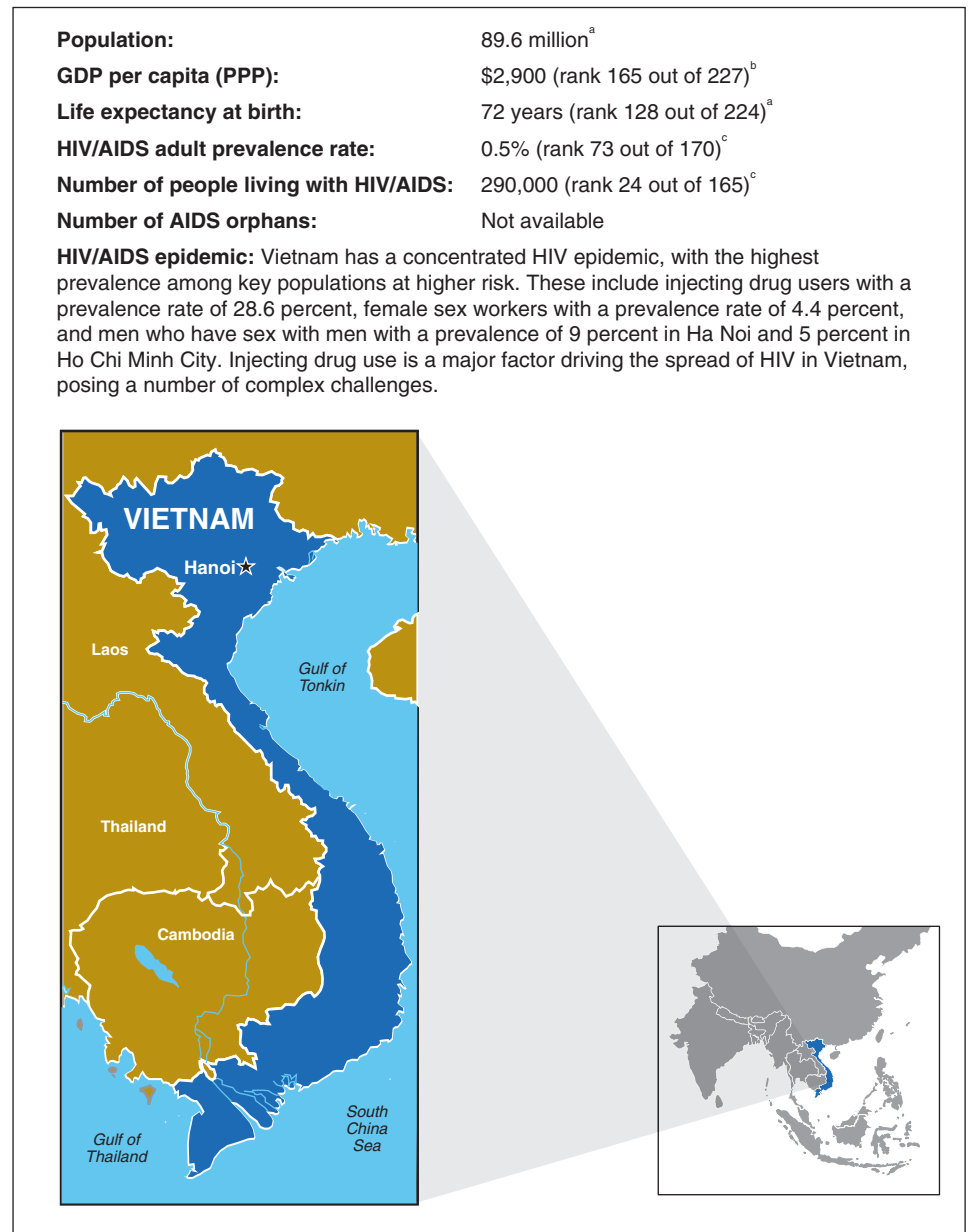 Population: 89.6 millionᵃ
GDP per capita (PPP): $2,900 (rank 165 out of 227)ᵇ
Life expectancy at birth: 72 years (rank 128 out of 224)ᵃ
HIV/AIDS adult prevalence rate: 0.5% (rank 73 out of 170)ᶜ
Number of people living with HIV/AIDS: 290,000 (rank 24 out of 165)ᶜ
Number of AIDS orphans: Not available
HIV/AIDS epidemic: Vietnam has a concentrated HIV epidemic, with the highest
prevalence among key populations at higher risk. These include injecting drug users with a
prevalence rate of 28.6 percent, female sex workers with a prevalence rate of 4.4 percent,
and men who have sex with men with a prevalence of 9 percent in Ha Noi and 5 percent in
Ho Chi Minh City. Injecting drug use is a major factor driving the spread of HIV in Vietnam,
posing a number of complex challenges.
VIETNAM
Hanoi
Laos
Gulf of
Tonkin
Thailand
Cambodia
South
China
Sea
Gulf of
Thailand